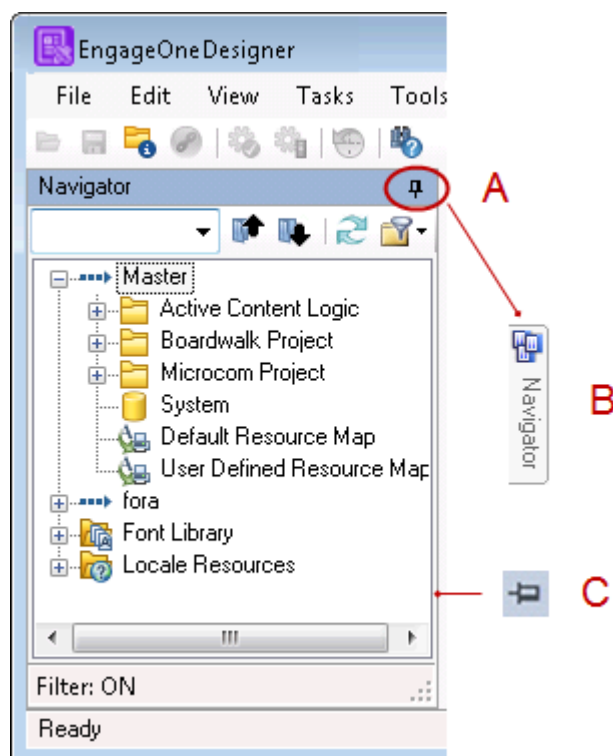 EngageOneDesigner
File Edit View Tasks Tools
Navigator
A
Master
Active Content Logic
Boardwalk Project
Microcom Project
System
Default Resource Map
User Defined Resource Map
fora
Font Library
Locale Resources
Navigator
B
C
Filter: ON
Ready